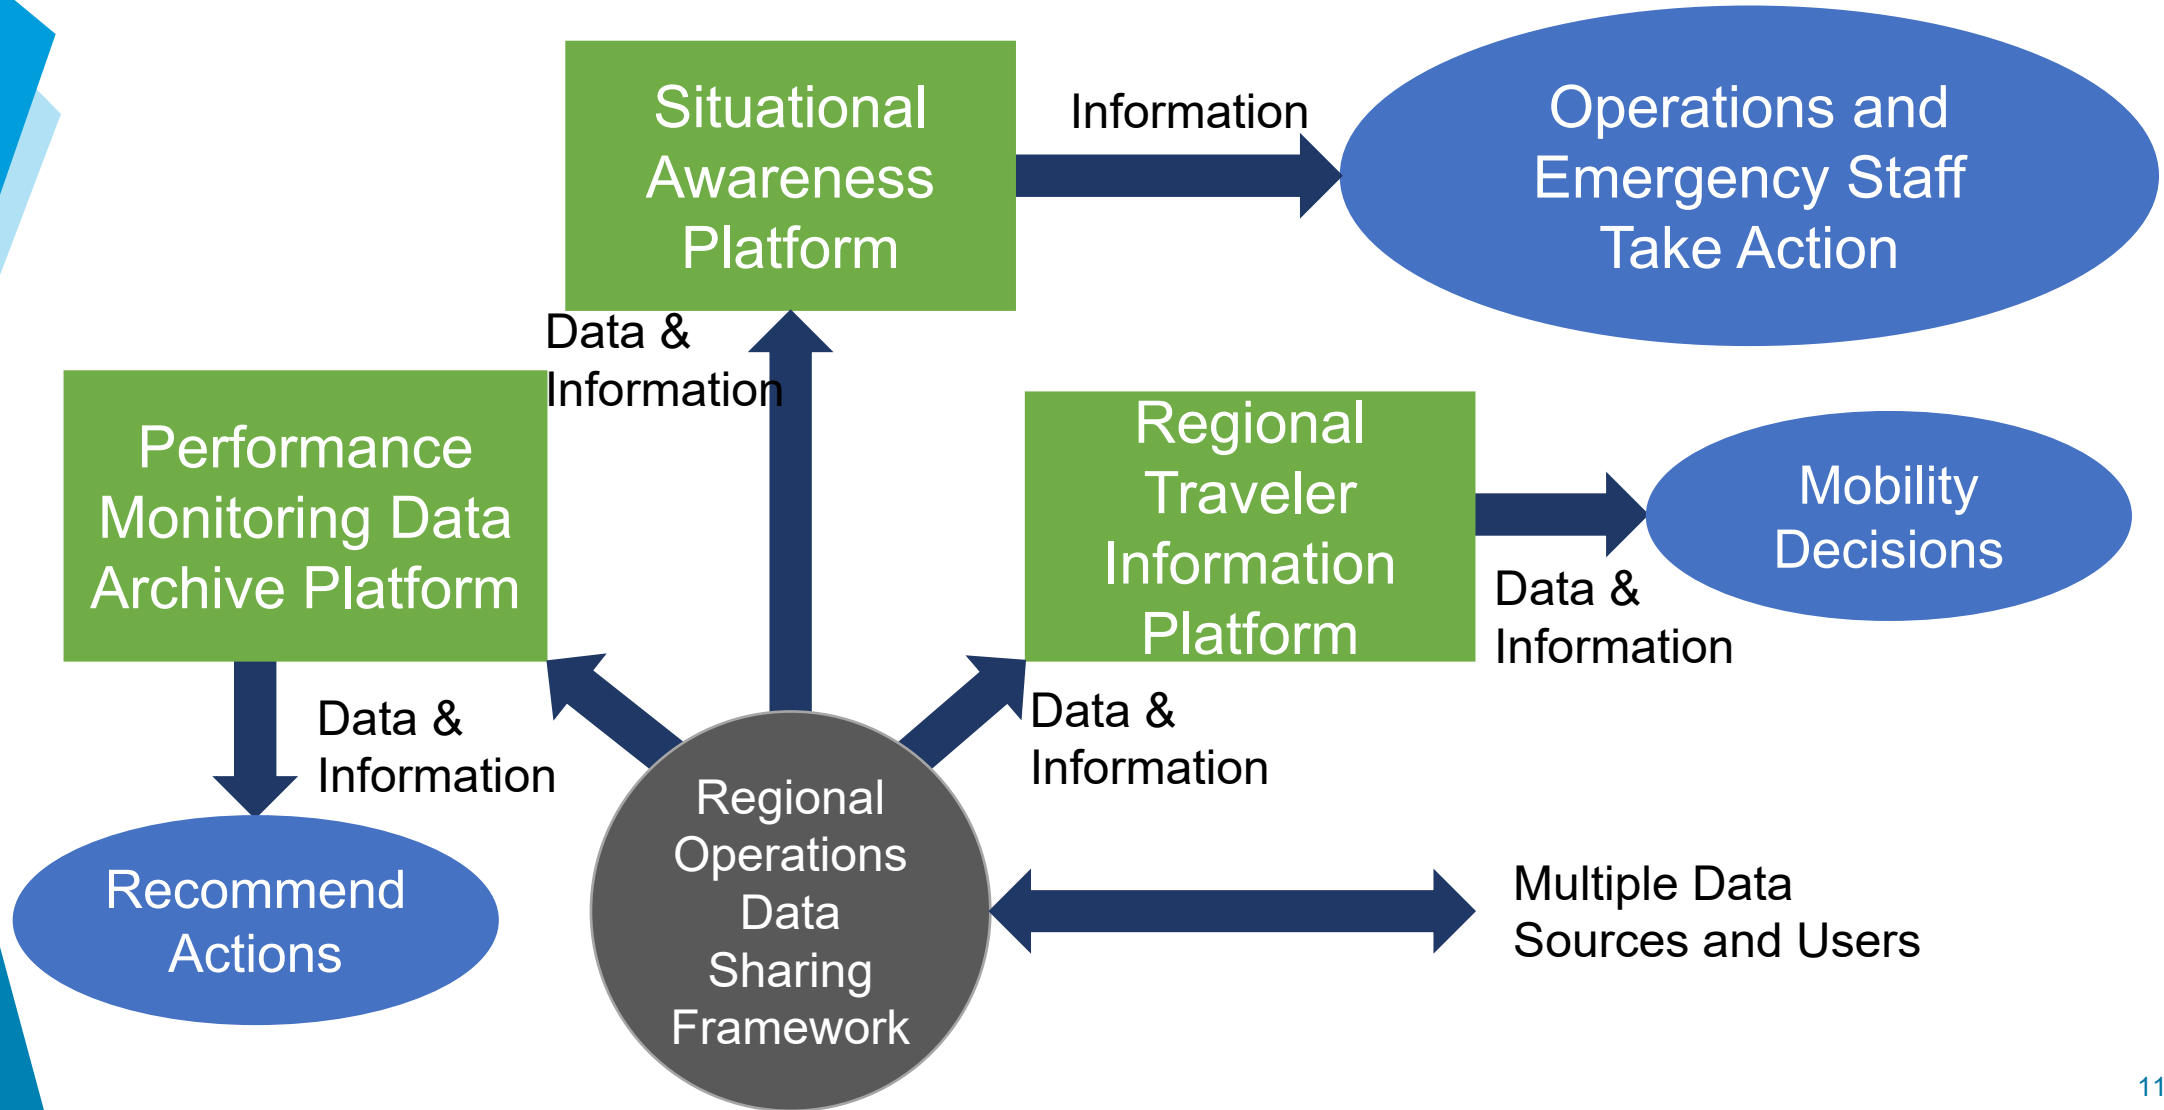 Situational
Awareness
Platform
Information
Operations and
Emergency Staff
Take Action
Data &
Information
Performance
Monitoring Data
Archive Platform
Regional
Traveler
Information
Platform
Mobility
Decisions
Data &
Information
Data &
Information
Data &
Information
Recommend
Actions
Regional
Operations
Data
Sharing
Framework
Multiple Data
Sources and Users
11